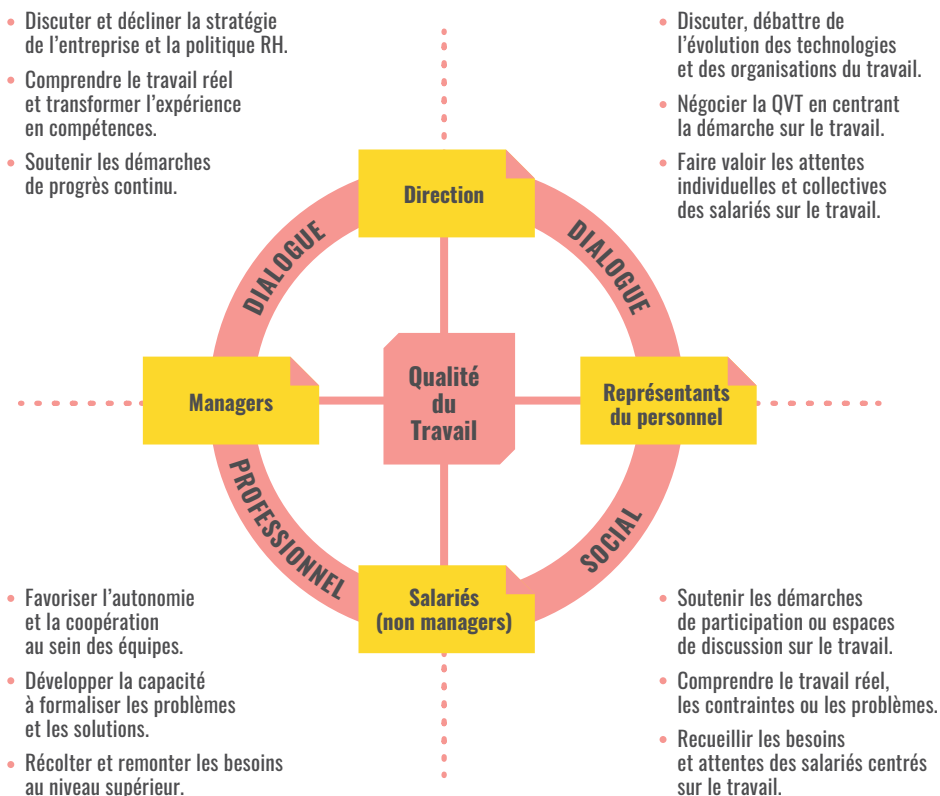 • Discuter et décliner la stratégie
de l’entreprise et la politique RH.
• Comprendre le travail réel
et transformer l’expérience
en compétences.
• Soutenir les démarches
de progrès continu.
• Discuter, débattre de
l’évolution des technologies
et des organisations du travail.
• Négocier la QVT en centrant
la démarche sur le travail.
• Faire valoir les attentes
individuelles et collectives
des salariés sur le travail.
Direction
DIALOGUE
DIALOGUE
Managers
Qualité
du
Travail
Représentants
du personnel
PROFESSIONNEL
SOCIAL
Salariés
(non managers)
• Favoriser l’autonomie
et la coopération
au sein des équipes.
• Développer la capacité
à formaliser les problèmes
et les solutions.
• Récolter et remonter les besoins
au niveau supérieur.
• Soutenir les démarches
de participation ou espaces
de discussion sur le travail.
• Comprendre le travail réel,
les contraintes ou les problèmes.
• Recueillir les besoins
et attentes des salariés centrés
sur le travail.